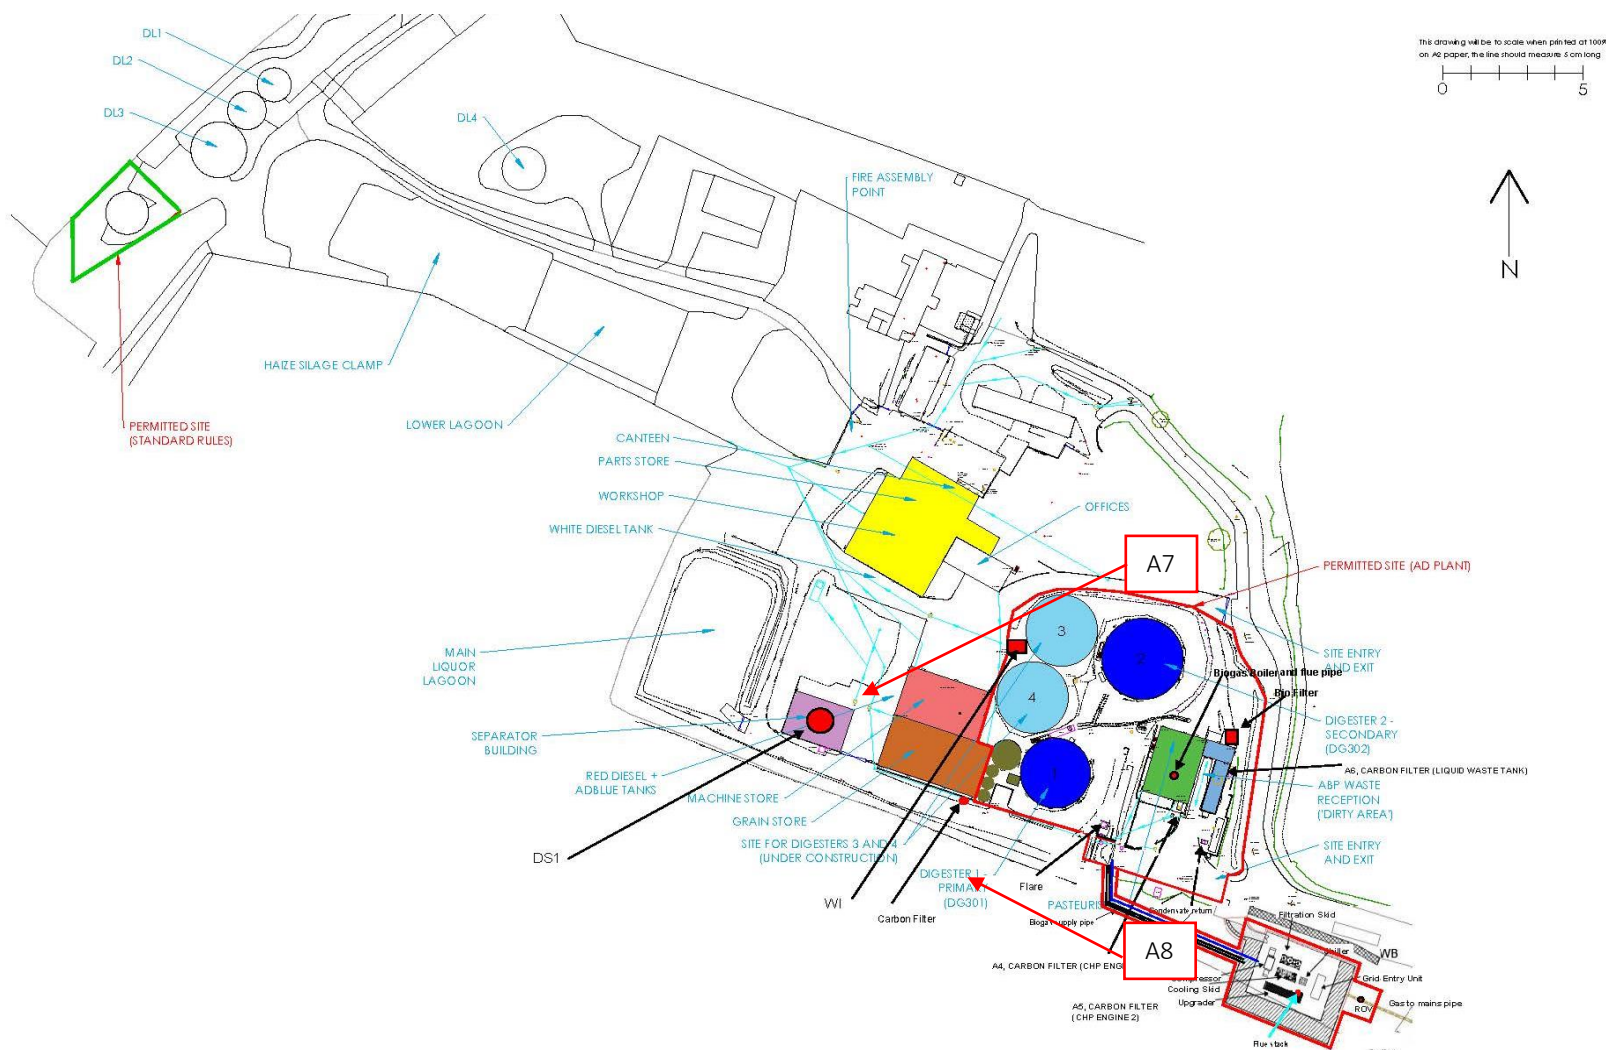 This drawing will be to scale when printed at 100%
on A2 paper, the line should measure 5 cm long
0 5
N
DL1
DL2
DL3
DL4
FIRE ASSEMBLY
POINT
HAIZE SILAGE CLAMP
LOWER LAGOON
PERMITTED SITE
(STANDARD RULES)
CANTEEN
PARTS STORE
WORKSHOP
WHITE DIESEL TANK
OFFICES
A7
PERMITTED SITE (AD PLANT)
3
2
4
1
MAIN
LIQUOR
LAGOON
SITE ENTRY
AND EXIT
Biogas Boiler and flue pipe
Bio Filter
DIGESTER 2 -
SECONDARY
(DG302)
SEPARATOR
BUILDING
RED DIESEL +
ADBLUE TANKS
MACHINE STORE
GRAIN STORE
A6, CARBON FILTER (LIQUID WASTE TANK)
ABP WASTE
RECEPTION
('DIRTY AREA')
SITE FOR DIGESTERS 3 AND 4
(UNDER CONSTRUCTION)
SITE ENTRY
AND EXIT
DS1
DIGESTER 1 -
PRIMARY
(DG301)
Flare
WI
Carbon Filter
PASTEURIS
Biogas supply pipe
Condensate return
Filtration Skid
A8
WB
Chiller
A4, CARBON FILTER (CHP ENG
Compressor
Cooling Skid
Upgrader
Grid Entry Unit
A5, CARBON FILTER
(CHP ENGINE 2)
ROV
Gas to mains pipe
Flue stack